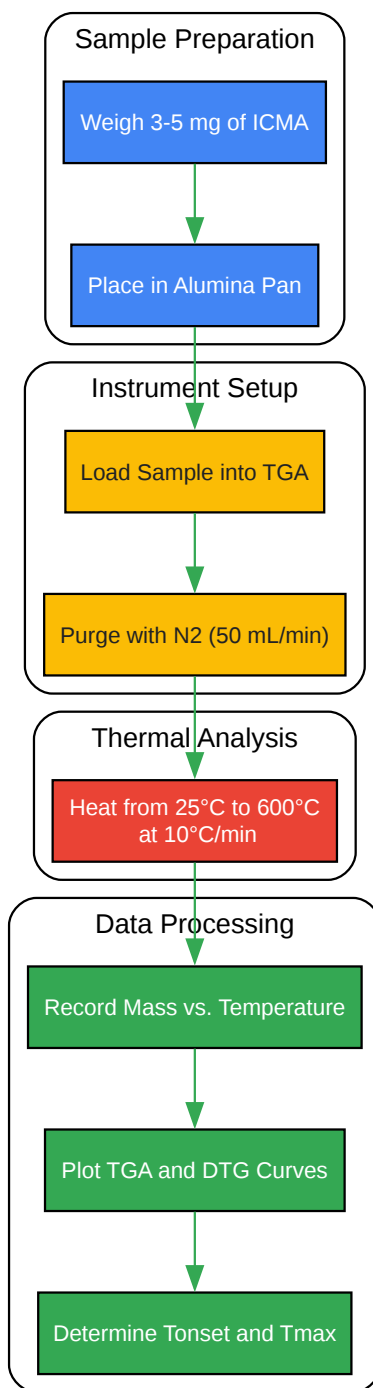 Sample Preparation
Weigh 3-5 mg of ICMA
Place in Alumina Pan
Instrument Setup
Load Sample into TGA
Purge with N2 (50 mL/min)
Thermal Analysis
Heat from 25°C to 600°C
at 10°C/min
Data Processing
Record Mass vs. Temperature
Plot TGA and DTG Curves
Determine Tonset and Tmax